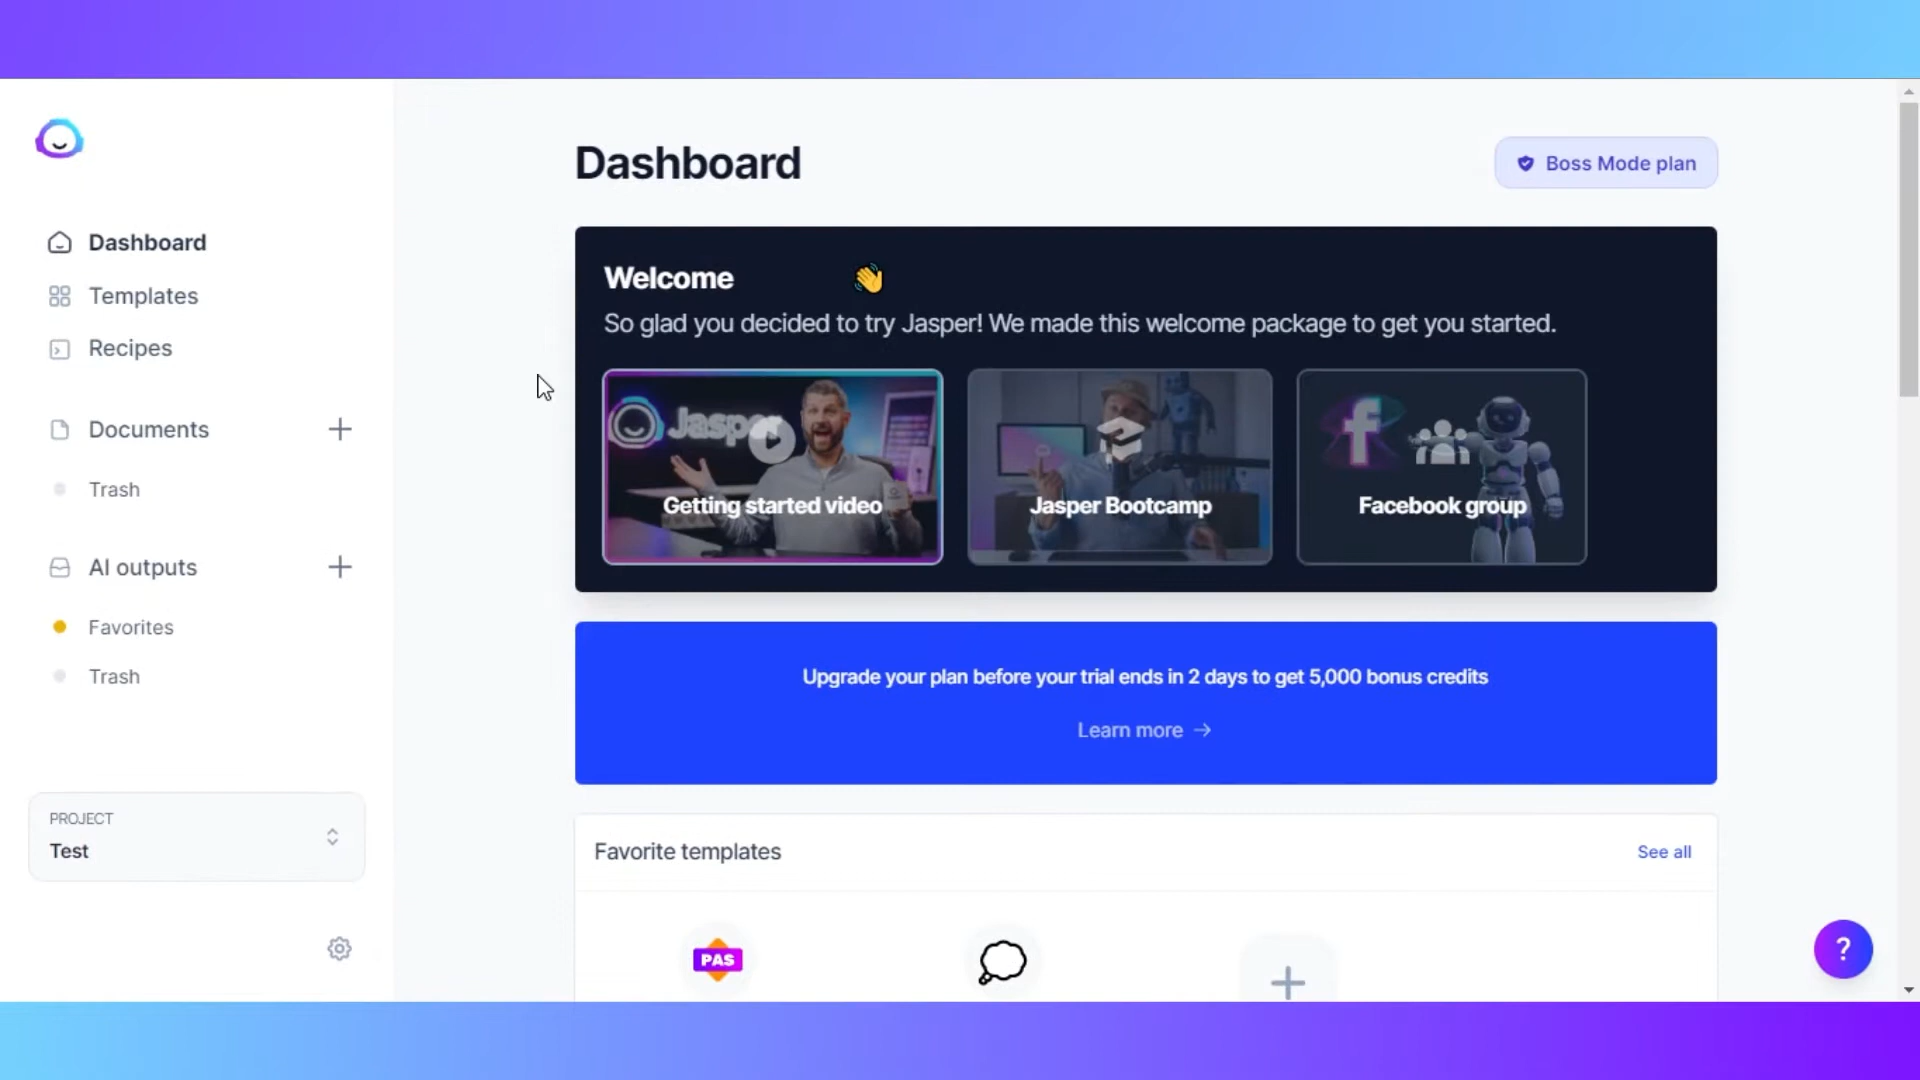 Dashboard
Templates
Recipes
Documents
Trash
AI outputs
Favorites
Trash
PROJECT
Test
Dashboard
Boss Mode plan
Welcome 👋
So glad you decided to try Jasper! We made this welcome package to get you started.
Jasper
Getting started video
Jasper Bootcamp
f
Facebook group
Upgrade your plan before your trial ends in 2 days to get 5,000 bonus credits
Learn more →
Favorite templates
See all
PAS
?